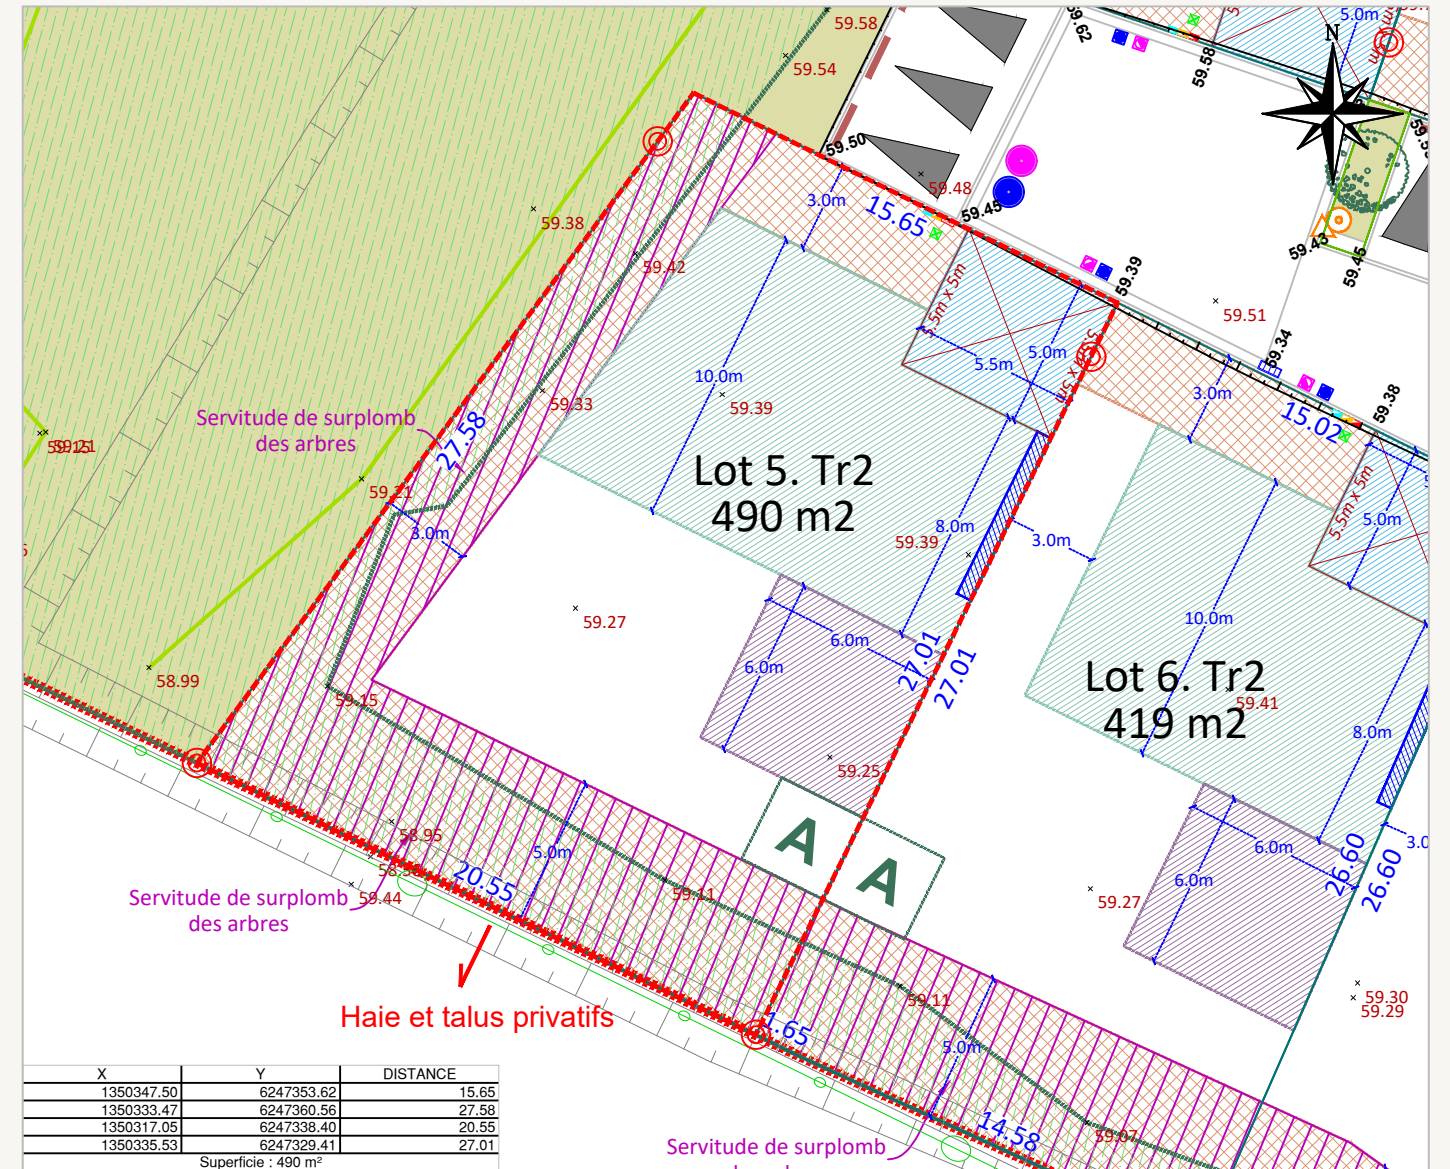 59.58
59.62
59.58
5.0m
N
59.54
59.50
59.48
59.45
3.0m
15.65
59.39
59.43
59.45
59.38
59.42
5.5m x 5m
59.51
59.34
5.0m
5.5m
3.0m
59.38
15.02
10.0m
59.39
59.33
Servitude de surplomb
des arbres
27.58
59.21
59.21
Lot 5. Tr2
490 m2
5.5m x 5m
5.0m
3.0m
8.0m
59.39
3.0m
59.27
10.0m
6.0m
6.0m
27.01
27.01
Lot 6. Tr2
419 m2
59.41
58.99
59.15
8.0m
59.25
A
A
58.95
5.0m
20.55
59.11
59.44
Servitude de surplomb
des arbres
6.0m
6.0m
26.60
26.60
59.27
59.30
59.29
59.11
Haie et talus privatifs
1.65
5.0m
14.58
59.07
Servitude de surplomb
X Y DISTANCE
1350347.50 6247353.62 15.65
1350333.47 6247360.56 27.58
1350317.05 6247338.40 20.55
1350335.53 6247329.41 27.01
Superficie : 490 m²